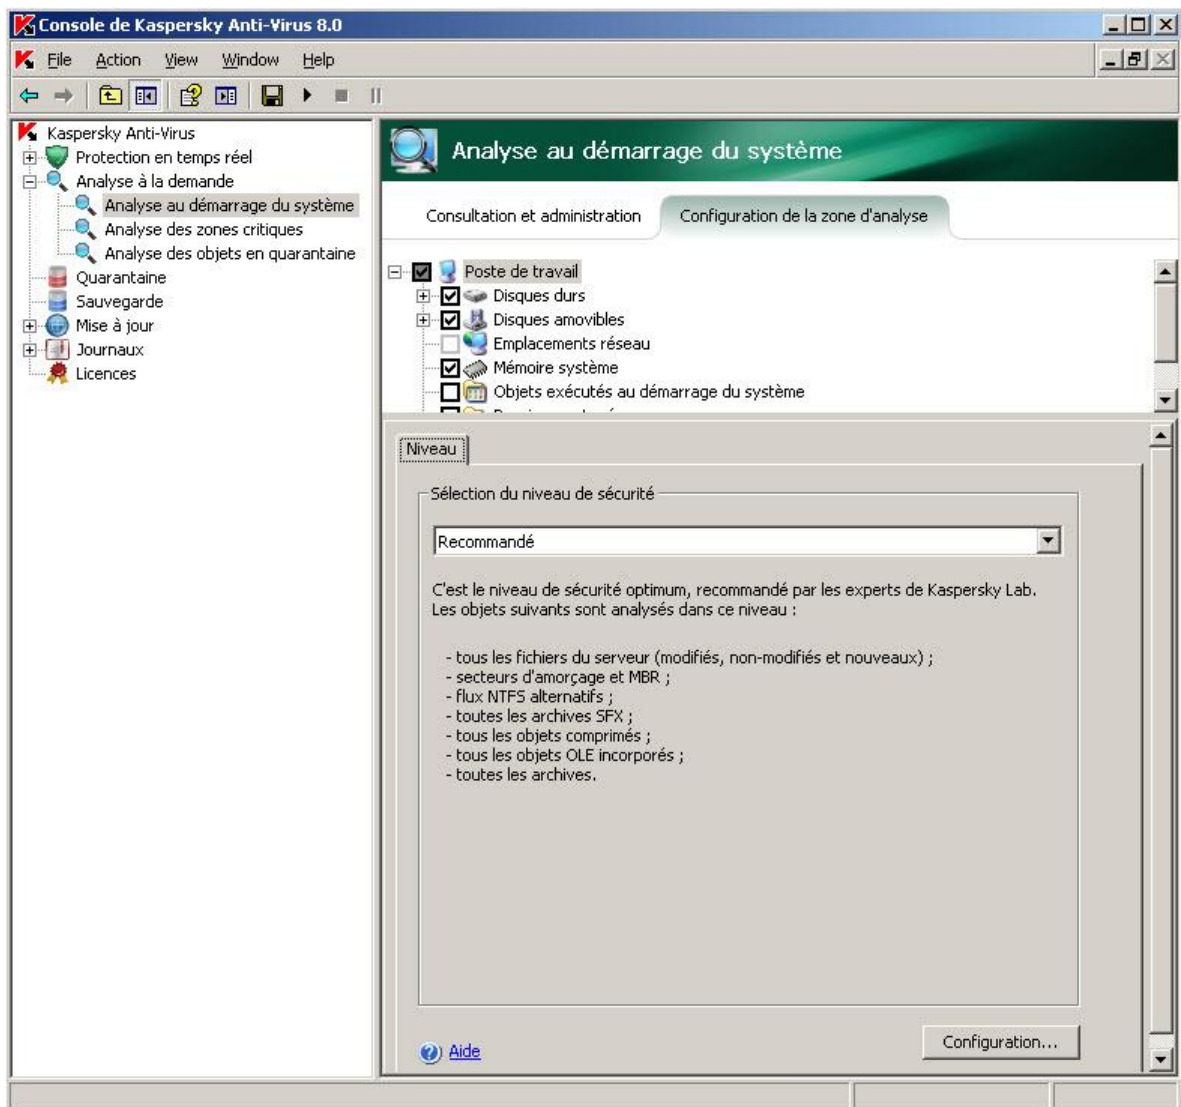 Console de Kaspersky Anti-Virus 8.0
File Action View Window Help
Kaspersky Anti-Virus
Protection en temps réel
Analyse à la demande
Analyse au démarrage du système
Analyse des zones critiques
Analyse des objets en quarantaine
Quarantaine
Sauvegarde
Mise à jour
Journaux
Licences
Analyse au démarrage du système
Consultation et administration Configuration de la zone d'analyse
Poste de travail
Disques durs
Disques amovibles
Emplacements réseau
Mémoire système
Objets exécutés au démarrage du système
Niveau
Sélection du niveau de sécurité
Recommandé
C'est le niveau de sécurité optimum, recommandé par les experts de Kaspersky Lab.
Les objets suivants sont analysés dans ce niveau :
- tous les fichiers du serveur (modifiés, non-modifiés et nouveaux) ;
- secteurs d'amorçage et MBR ;
- flux NTFS alternatifs ;
- toutes les archives SFX ;
- tous les objets comprimés ;
- tous les objets OLE incorporés ;
- toutes les archives.
Aide
Configuration...